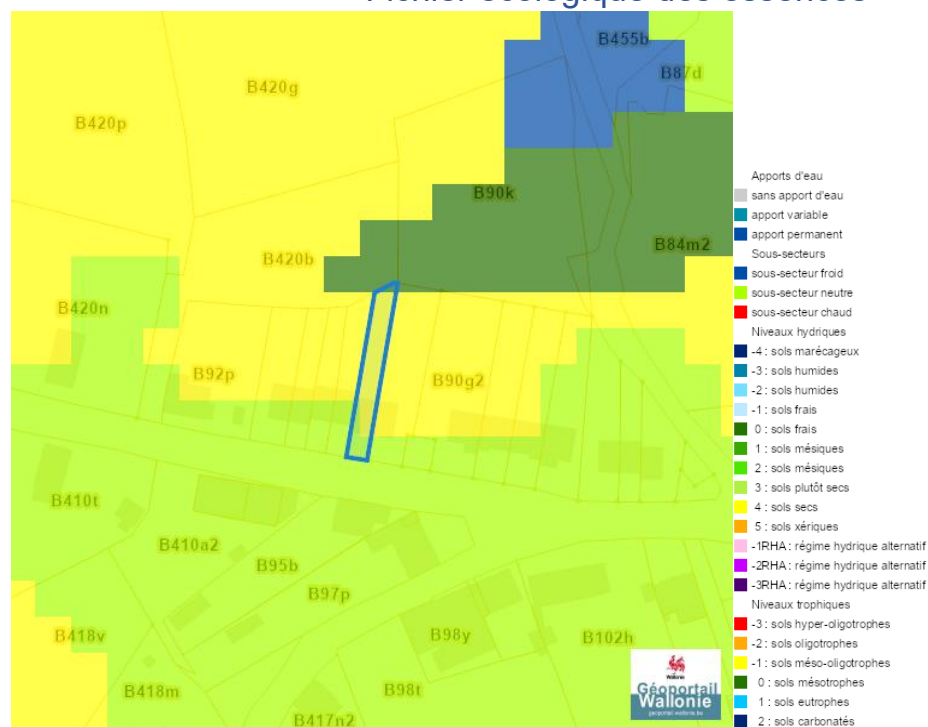 Fichier écologique des essences
B455b
B87d
B420g
B420p
B90k
B84m2
B420b
B420n
B92p
B90g2
B410t
B410a2
B95b
B97p
B418v
B98y
B102h
B418m
B98t
B417n2
Wallonie
Géoportail
Wallonie
geoportail.wallonie.be
Apports d'eau
sans apport d'eau
apport variable
apport permanent
Sous-secteurs
sous-secteur froid
sous-secteur neutre
sous-secteur chaud
Niveaux hydriques
-4 : sols marécageux
-3 : sols humides
-2 : sols humides
-1 : sols frais
0 : sols frais
1 : sols mésiques
2 : sols mésiques
3 : sols plutôt secs
4 : sols secs
5 : sols xériques
-1RHA : régime hydrique alternatif
-2RHA : régime hydrique alternatif
-3RHA : régime hydrique alternatif
Niveaux trophiques
-3 : sols hyper-oligotrophes
-2 : sols oligotrophes
-1 : sols méso-oligotrophes
0 : sols mésotrophes
1 : sols eutrophes
2 : sols carbonatés